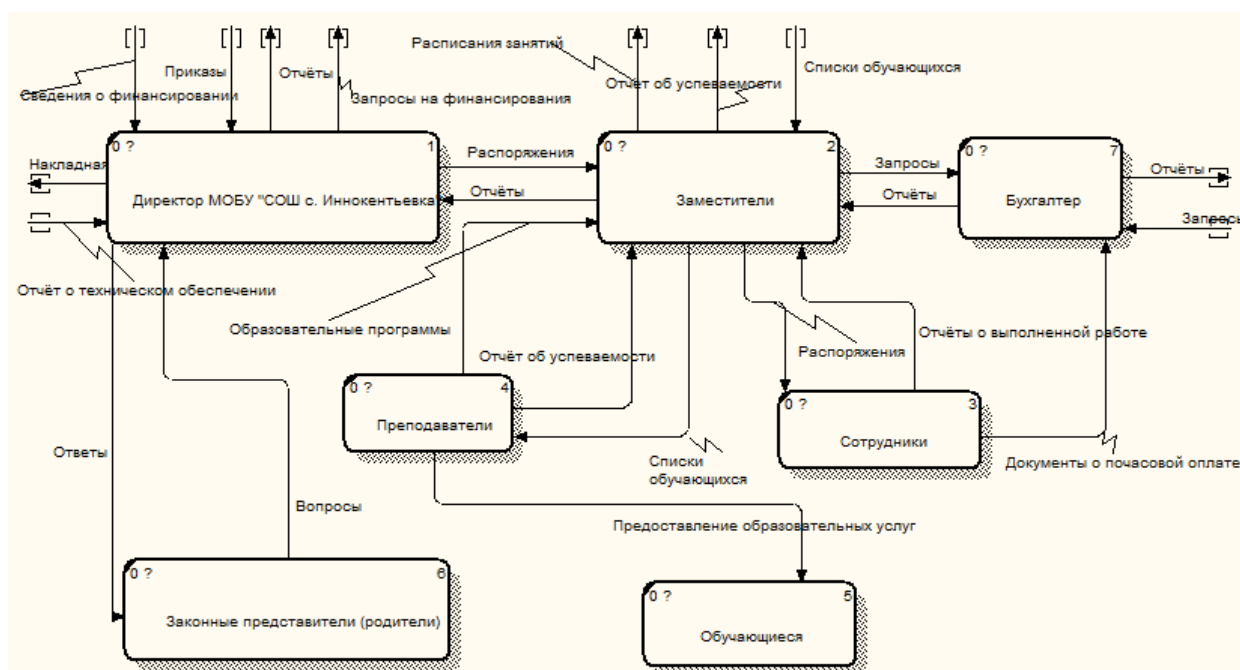 Расписания занятий
Приказы
Отчёты
Отчёт об успеваемости
Списки обучающихся
Сведения о финансировании
Запросы на финансирования
0 ?
1
Директор МОБУ "СОШ с. Иннокентьевка
0 ?
2
Заместители
0 ?
7
Бухгалтер
Накладная
Распоряжения
Отчёты
Запросы
Отчёты
Отчёты
Запросы
Отчёт о техническом обеспечении
Образовательные программы
Отчёты о выполненной работе
Распоряжения
Отчёт об успеваемости
0 ?
4
Преподаватели
0 ?
3
Сотрудники
Ответы
Списки
обучающихся
Документы о почасовой оплате
Вопросы
Предоставление образовательных услуг
0 ?
6
Законные представители (родители)
0 ?
5
Обучающиеся